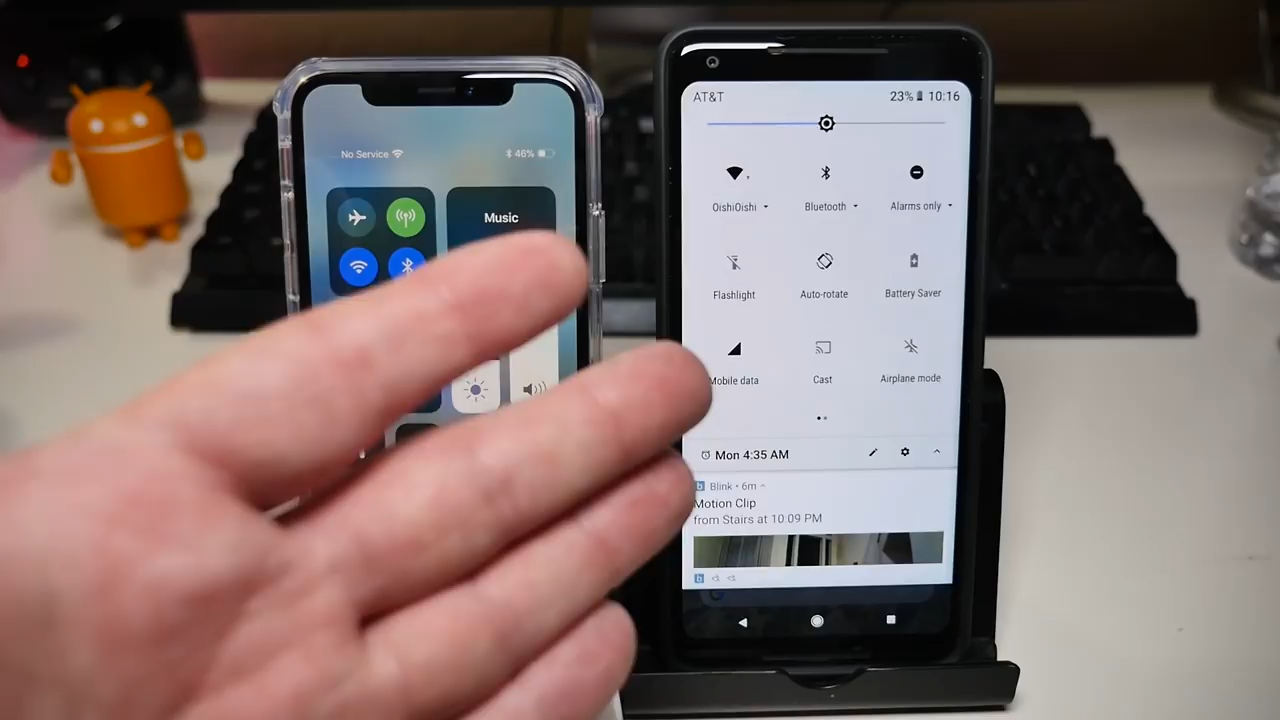 No Service
46%
Music
AT&T
23% 10:16
OishiOishi
Bluetooth
Alarms only
Flashlight
Auto-rotate
Battery Saver
Mobile data
Cast
Airplane mode
Mon 4:35 AM
Blink • 6m
Motion Clip
from Stairs at 10:09 PM